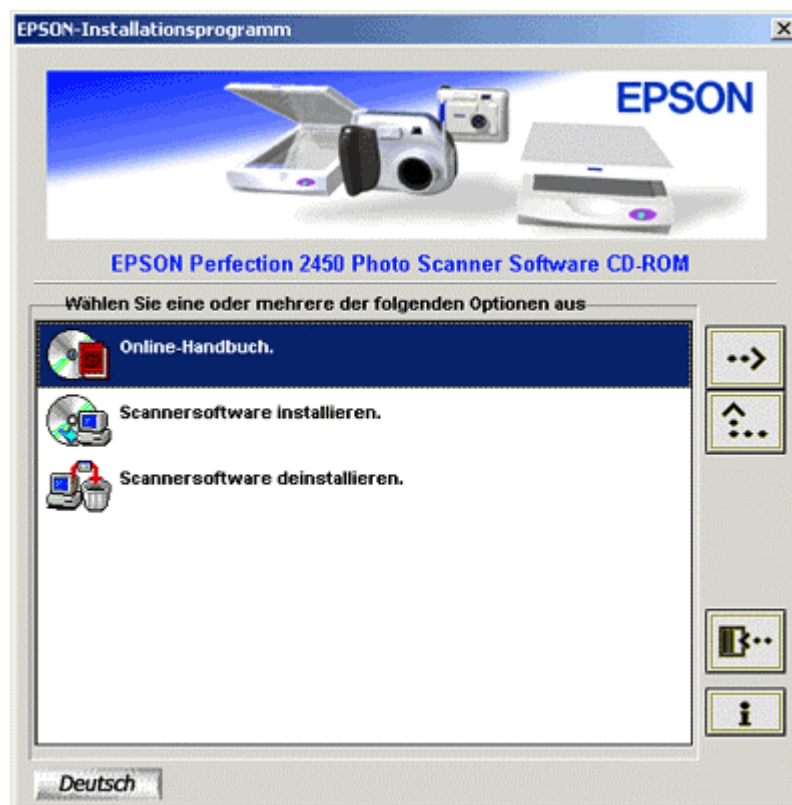 EPSON-Installationsprogramm
EPSON
EPSON Perfection 2450 Photo Scanner Software CD-ROM
Wählen Sie eine oder mehrere der folgenden Optionen aus
Online-Handbuch.
Scannersoftware installieren.
Scannersoftware deinstallieren.
Deutsch